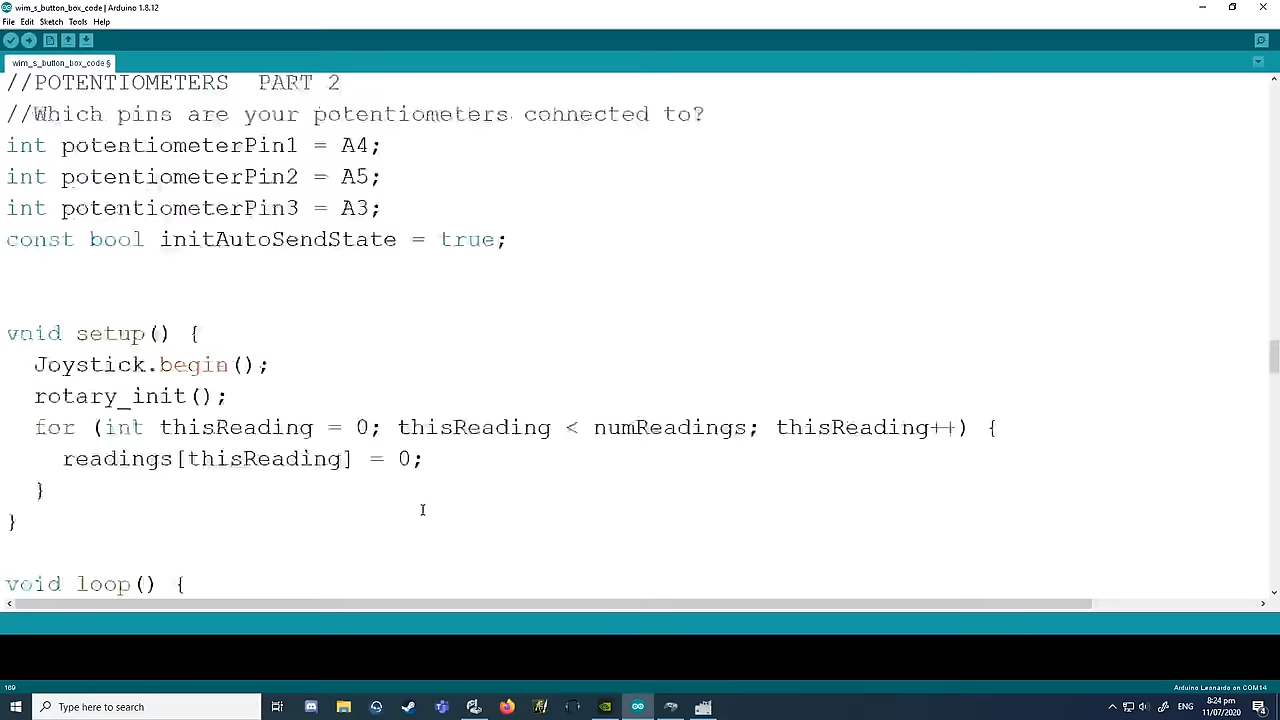 wim_s_button_box_code | Arduino 1.8.12
File Edit Sketch Tools Help
wim_s_button_box_code §
//POTENTIOMETERS  PART 2
//Which pins are your potentiometers connected to?
int potentiometerPin1 = A4;
int potentiometerPin2 = A5;
int potentiometerPin3 = A3;
const bool initAutoSendState = true;
void setup() {
Joystick.begin();
rotary_init();
for (int thisReading = 0; thisReading < numReadings; thisReading++) {
readings[thisReading] = 0;
}
}
void loop() {
169
Arduino Leonardo on COM14
Type here to search
ENG
8:24 pm
11/07/2020